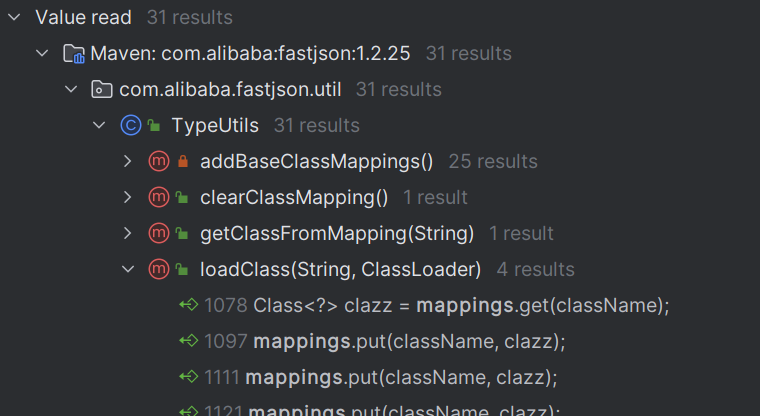 Value read 31 results
Maven: com.alibaba:fastjson:1.2.25 31 results
com.alibaba.fastjson.util 31 results
TypeUtils 31 results
addBaseClassMappings() 25 results
clearClassMapping() 1 result
getClassFromMapping(String) 1 result
loadClass(String, ClassLoader) 4 results
1078 Class<?> clazz = mappings.get(className);
1097 mappings.put(className, clazz);
1111 mappings.put(className, clazz);
1121 mappings.put(className, clazz);